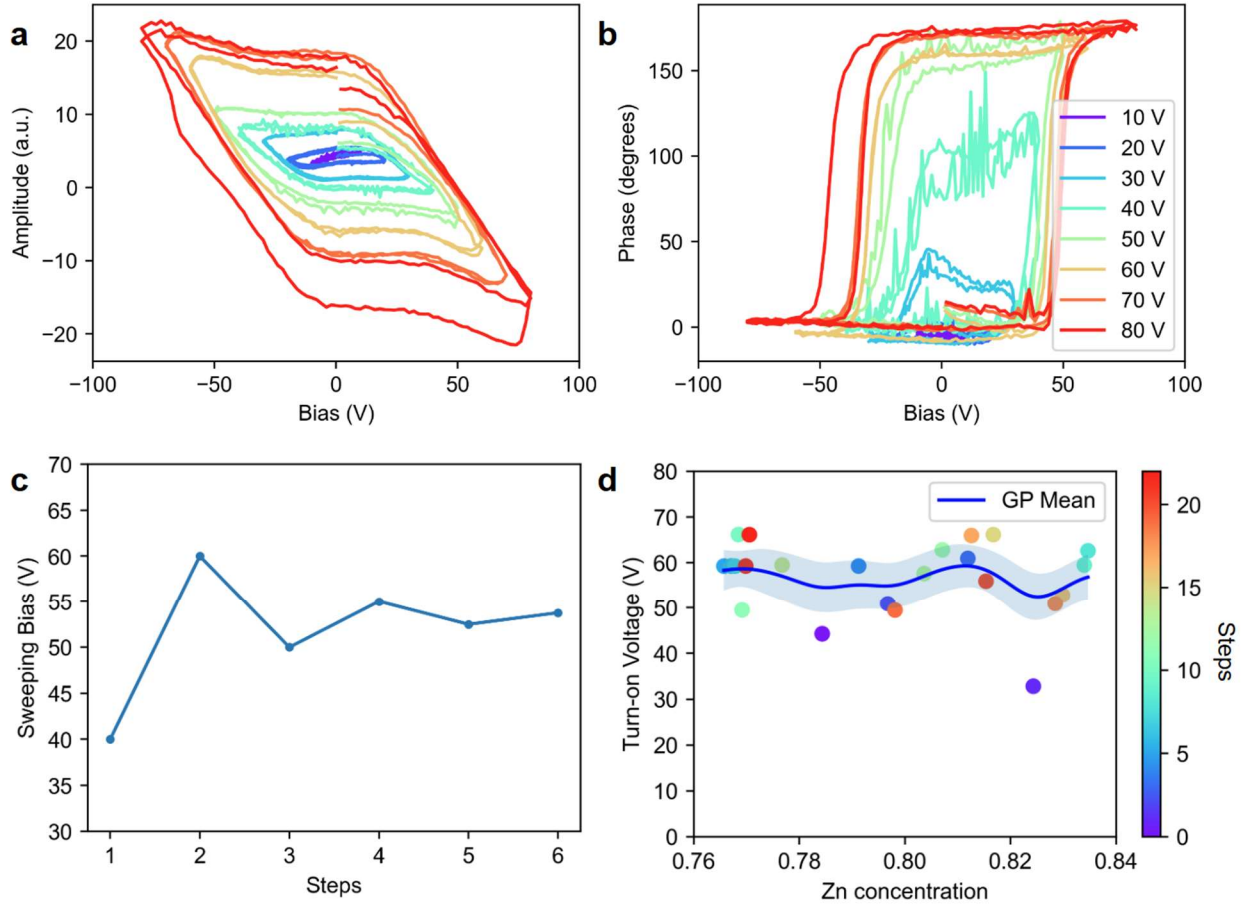 a
20
10
0
−10
−20
Amplitude (a.u.)
−100
−50
0
50
100
Bias (V)
b
150
100
50
0
Phase (degrees)
−100
−50
0
50
100
Bias (V)
10 V
20 V
30 V
40 V
50 V
60 V
70 V
80 V
c
70
65
60
55
50
45
40
35
30
Sweeping Bias (V)
1
2
3
4
5
6
Steps
d
80
70
60
50
40
30
20
10
0
Turn-on Voltage (V)
0.76
0.78
0.80
0.82
0.84
Zn concentration
GP Mean
20
15
10
5
0
Steps